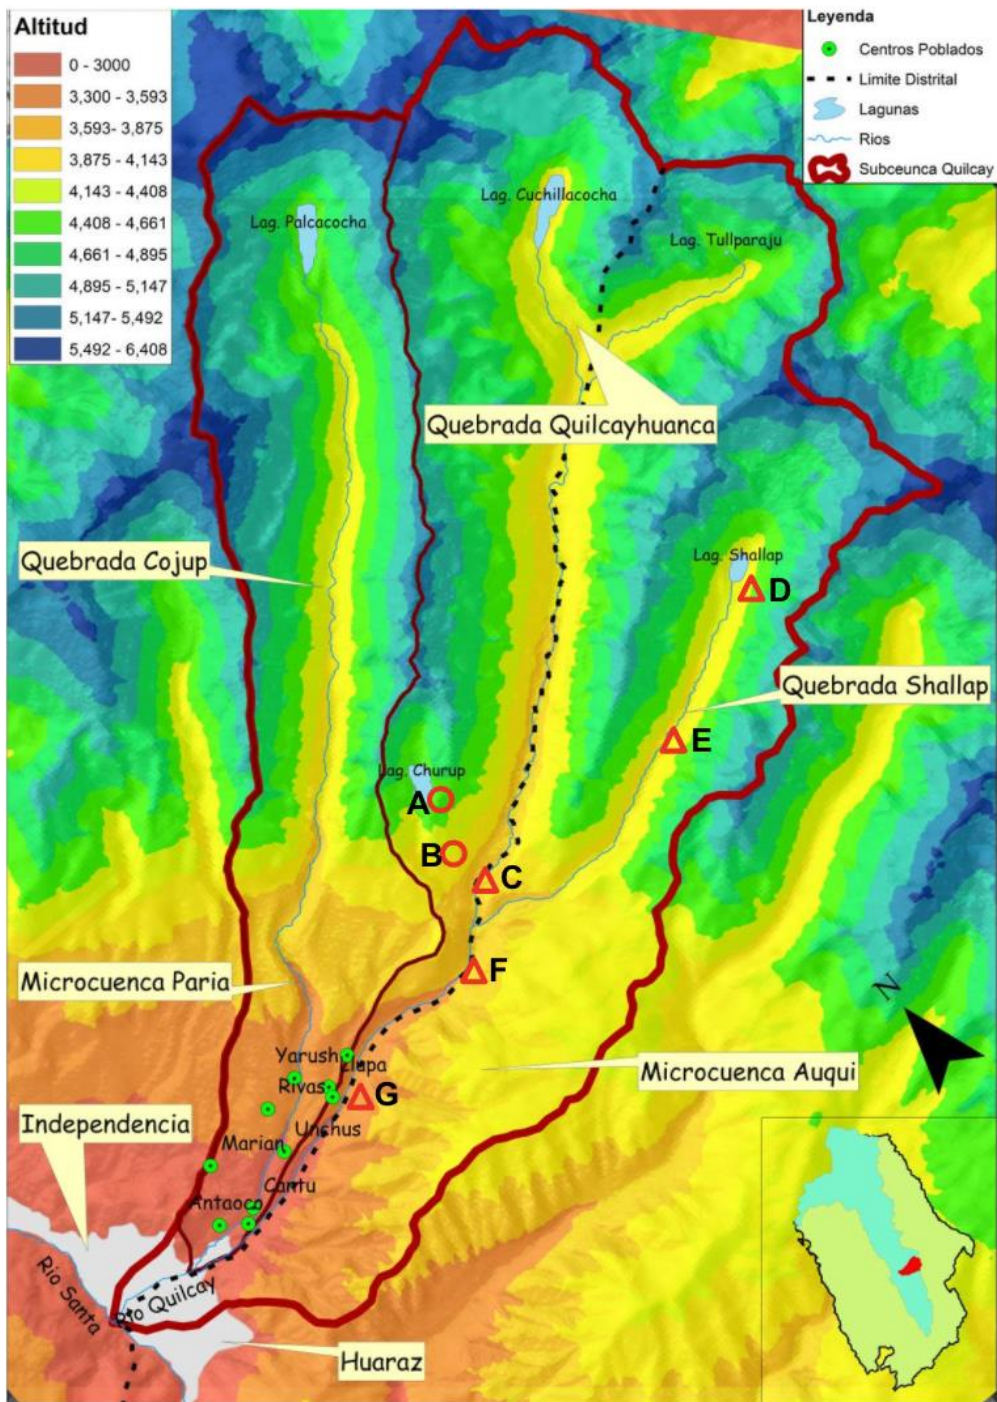 Altitud
0 - 3000
3,300 - 3,593
3,593- 3,875
3,875 - 4,143
4,143 - 4,408
4,408 - 4,661
4,661 - 4,895
4,895 - 5,147
5,147- 5,492
5,492 - 6,408
Leyenda
Centros Poblados
Limite Distrital
Lagunas
Rios
Subceunca Quilcay
Lag. Palcacocha
Lag. Cuchillacocha
Lag. Tullparaju
Quebrada Quilcayhuanca
Quebrada Cojup
Lag. Shallap
D
Quebrada Shallap
E
Lag. Churup
A
B
C
F
Microcuenca Paria
N
Yarush
Rivas
G
Microcuenca Auqui
Unchus
Marian
Independencia
Cantu
Antaoco
Rio Santa
Rio Quilcay
Huaraz